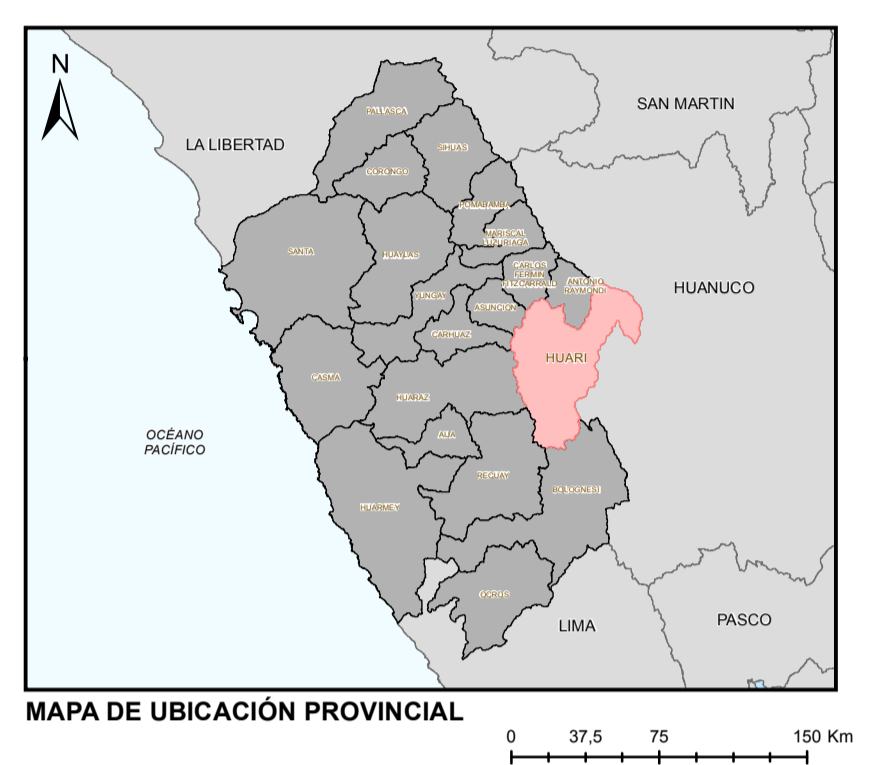 N
SAN MARTIN
LA LIBERTAD
PALLASCA
SIHUAS
CORONGO
POMABAMBA
MARISCAL
LUZURIAGA
SANTA
HUAYLAS
CARLOS
FERMIN
FITZCARRALD
ANTONIO
RAYMONDI
HUANUCO
YUNGAY
ASUNCION
CARHUAZ
HUARI
CASMA
HUARAZ
OCÉANO
PACÍFICO
AIJA
RECUAY
BOLOGNESI
HUARMEY
OCROS
LIMA
PASCO
MAPA DE UBICACIÓN PROVINCIAL
0 37,5 75 150 Km